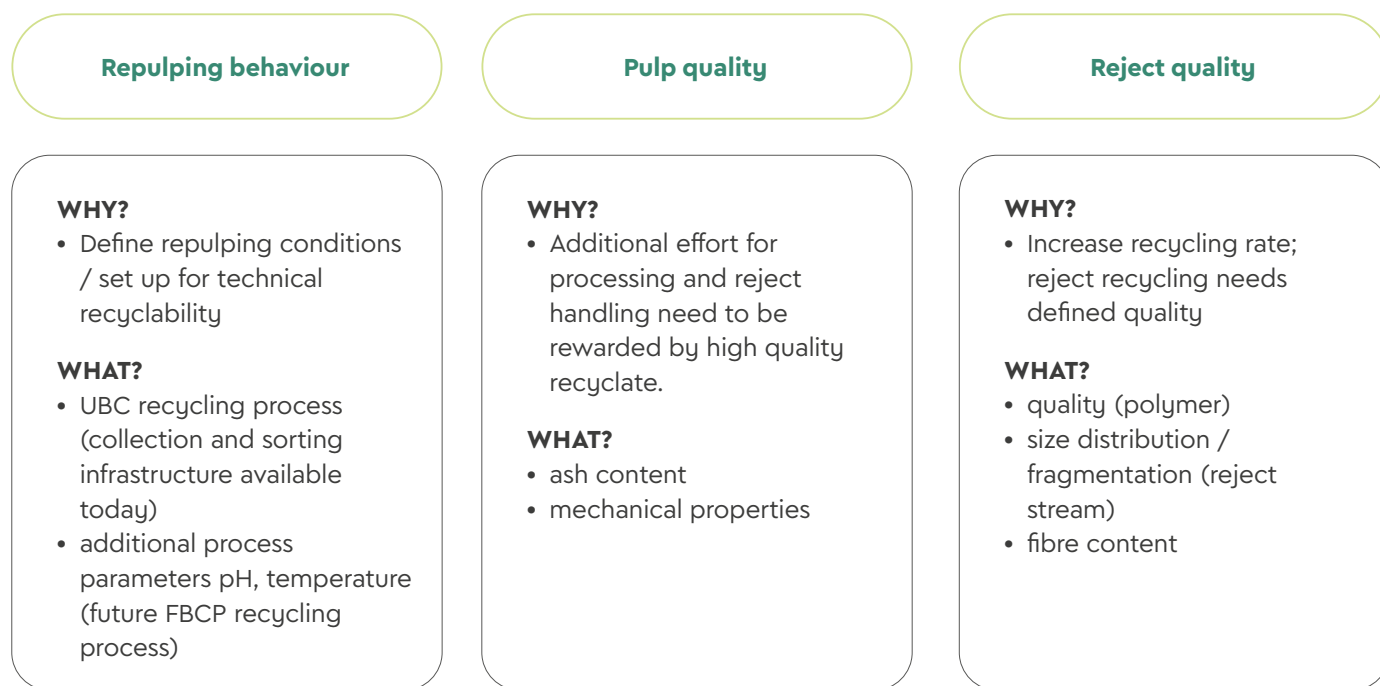 Repulping behaviour
WHY?
• Define repulping conditions
/ set up for technical
recyclability
WHAT?
• UBC recycling process
(collection and sorting
infrastructure available
today)
• additional process
parameters pH, temperature
(future FBCP recycling
process)
Pulp quality
WHY?
• Additional effort for
processing and reject
handling need to be
rewarded by high quality
recyclate.
WHAT?
• ash content
• mechanical properties
Reject quality
WHY?
• Increase recycling rate;
reject recycling needs
defined quality
WHAT?
• quality (polymer)
• size distribution /
fragmentation (reject
stream)
• fibre content